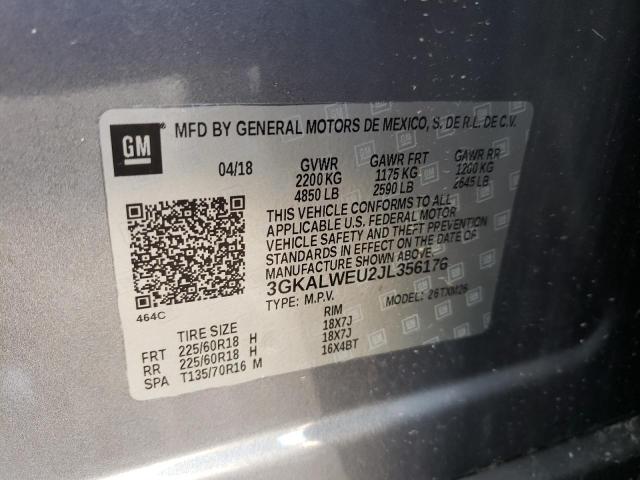 GM ® MFD BY GENERAL MOTORS DE MEXICO, S. DE R.L. DE C.V.
04/18 GVWR GAWR FRT GAWR RR
2200 KG 1175 KG 1200 KG
4850 LB 2590 LB 2645 LB
THIS VEHICLE CONFORMS TO ALL
APPLICABLE U.S. FEDERAL MOTOR
VEHICLE SAFETY AND THEFT PREVENTION
STANDARDS IN EFFECT ON THE DATE OF
MANUFACTURE SHOWN ABOVE.
3GKALWEU2JL356176
TYPE: M.P.V. MODEL: 26TXM26
464C
TIRE SIZE RIM
FRT 225/60R18 H 18X7J
RR 225/60R18 H 18X7J
SPA T135/70R16 M 16X4BT